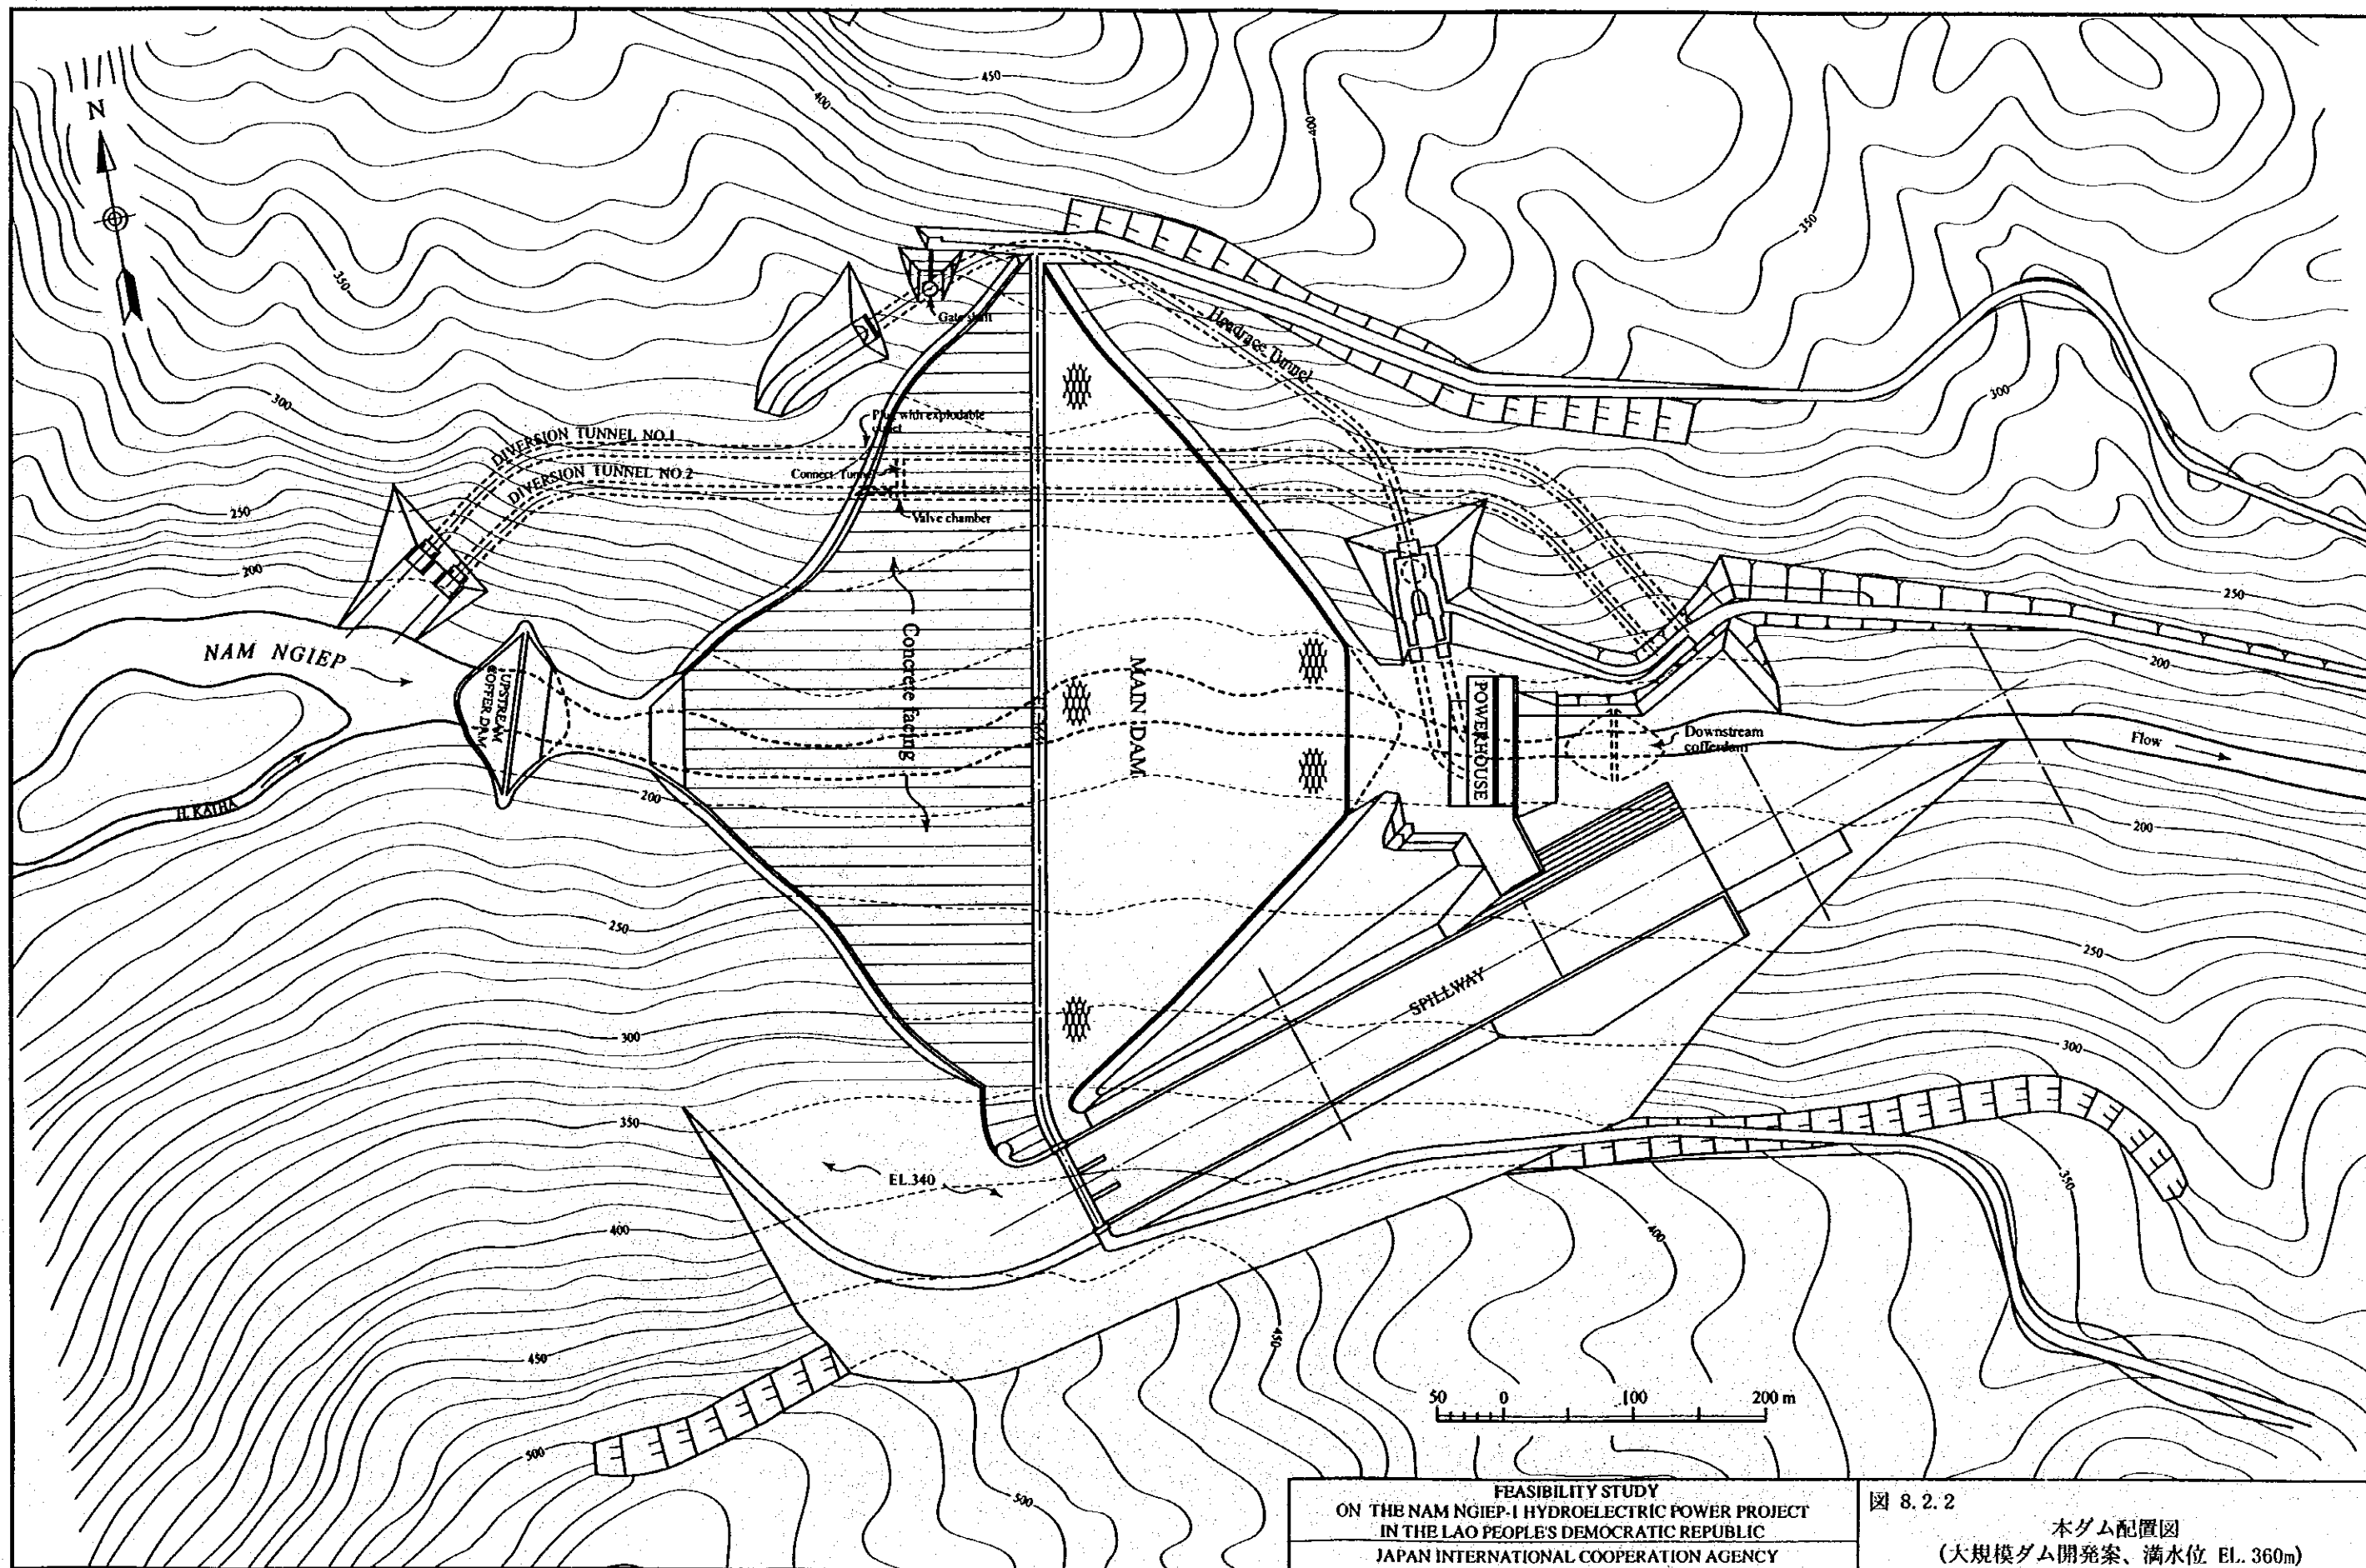 450
400
400
N
350
350
Gate shaft
Headrace Tunnel
300
300
Plug with explodable
DIVERSION TUNNEL NO.1
DIVERSION TUNNEL NO.2
Connect. Tunnel
Valve chamber
250
200
250
200
NAM NGIEP
UPSTREAM
COFFER DAM
Concrete facing
MAIN DAM
POWERHOUSE
Downstream
cofferdam
Flow
H. KATHA
200
200
250
250
SPILLWAY
300
300
350
350
EL.340
400
400
450
450
500
500
50 0 100 200 m
FEASIBILITY STUDY
ON THE NAM NGIEP-I HYDROELECTRIC POWER PROJECT
IN THE LAO PEOPLE'S DEMOCRATIC REPUBLIC
JAPAN INTERNATIONAL COOPERATION AGENCY
図 8.2.2
本ダム配置図
(大規模ダム開発案、満水位 EL. 360m)